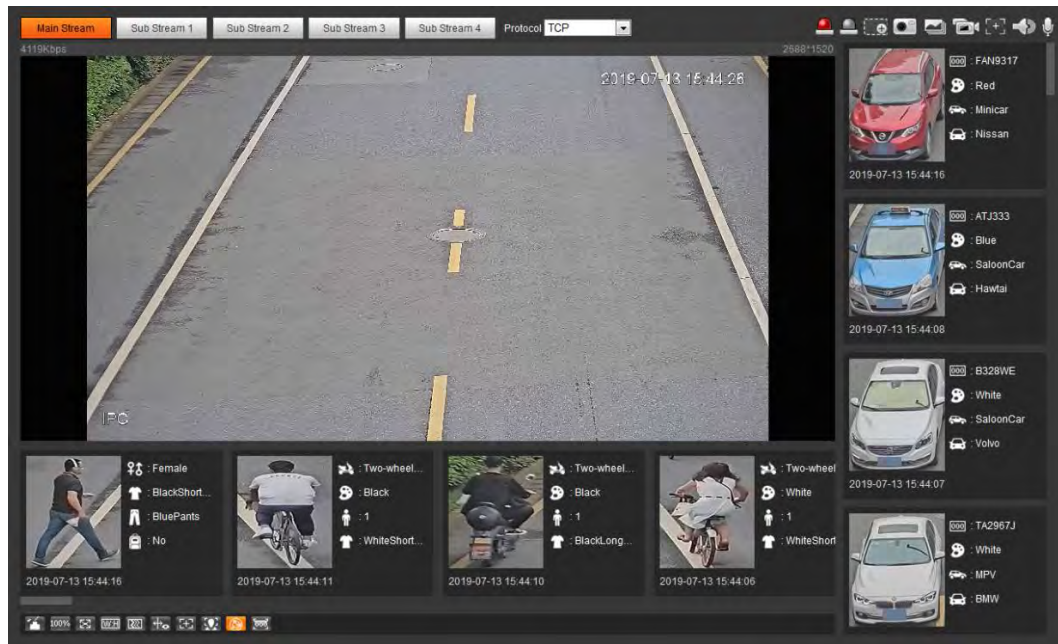 Main Stream
Sub Stream 1
Sub Stream 2
Sub Stream 3
Sub Stream 4
Protocol TCP
4119Kbps
2688*1520
2019-07-13 15:44:26
IPC
: FAN9317
: Red
: Minicar
: Nissan
2019-07-13 15:44:16
: ATJ333
: Blue
: SaloonCar
: Hawtai
2019-07-13 15:44:08
: B328WE
: White
: SaloonCar
: Volvo
2019-07-13 15:44:07
: TA2967J
: White
: MPV
: BMW
: Female
: BlackShort...
: BluePants
: No
2019-07-13 15:44:16
: Two-wheel...
: Black
: 1
: WhiteShort...
2019-07-13 15:44:11
: Two-wheel...
: Black
: 1
: BlackLong...
2019-07-13 15:44:10
: Two-wheel
: White
: 1
: WhiteShort
2019-07-13 15:44:06
100%
W:H